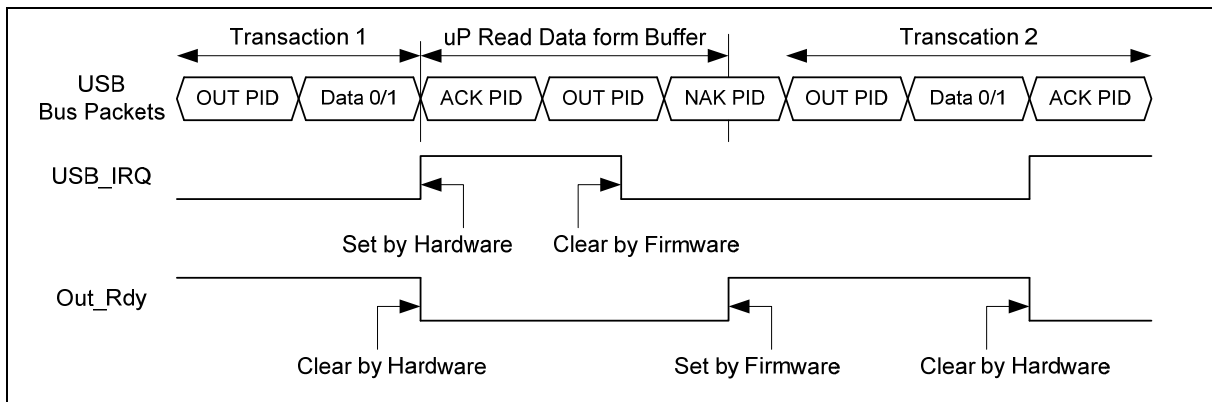 Transaction 1
uP Read Data form Buffer
Transcation 2
USB
Bus Packets
OUT PID
Data 0/1
ACK PID
OUT PID
NAK PID
OUT PID
Data 0/1
ACK PID
USB_IRQ
Set by Hardware
Clear by Firmware
Out_Rdy
Clear by Hardware
Set by Firmware
Clear by Hardware